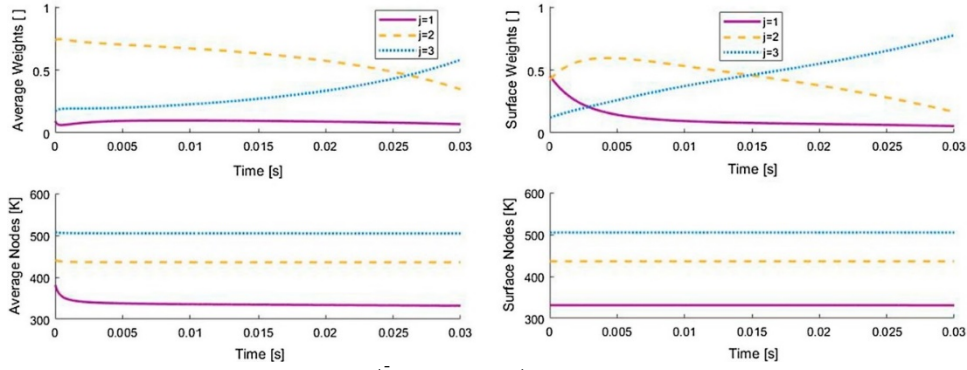 Average Weights [ ]
1
0.5
0
j=1
j=2
j=3
0 0.005 0.01 0.015 0.02 0.025 0.03
Time [s]
Surface Weights [ ]
1
0.5
0
j=1
j=2
j=3
0 0.005 0.01 0.015 0.02 0.025 0.03
Time [s]
Average Nodes [K]
600
500
400
300
0 0.005 0.01 0.015 0.02 0.025 0.03
Time [s]
Surface Nodes [K]
600
500
400
300
0 0.005 0.01 0.015 0.02 0.025 0.03
Time [s]